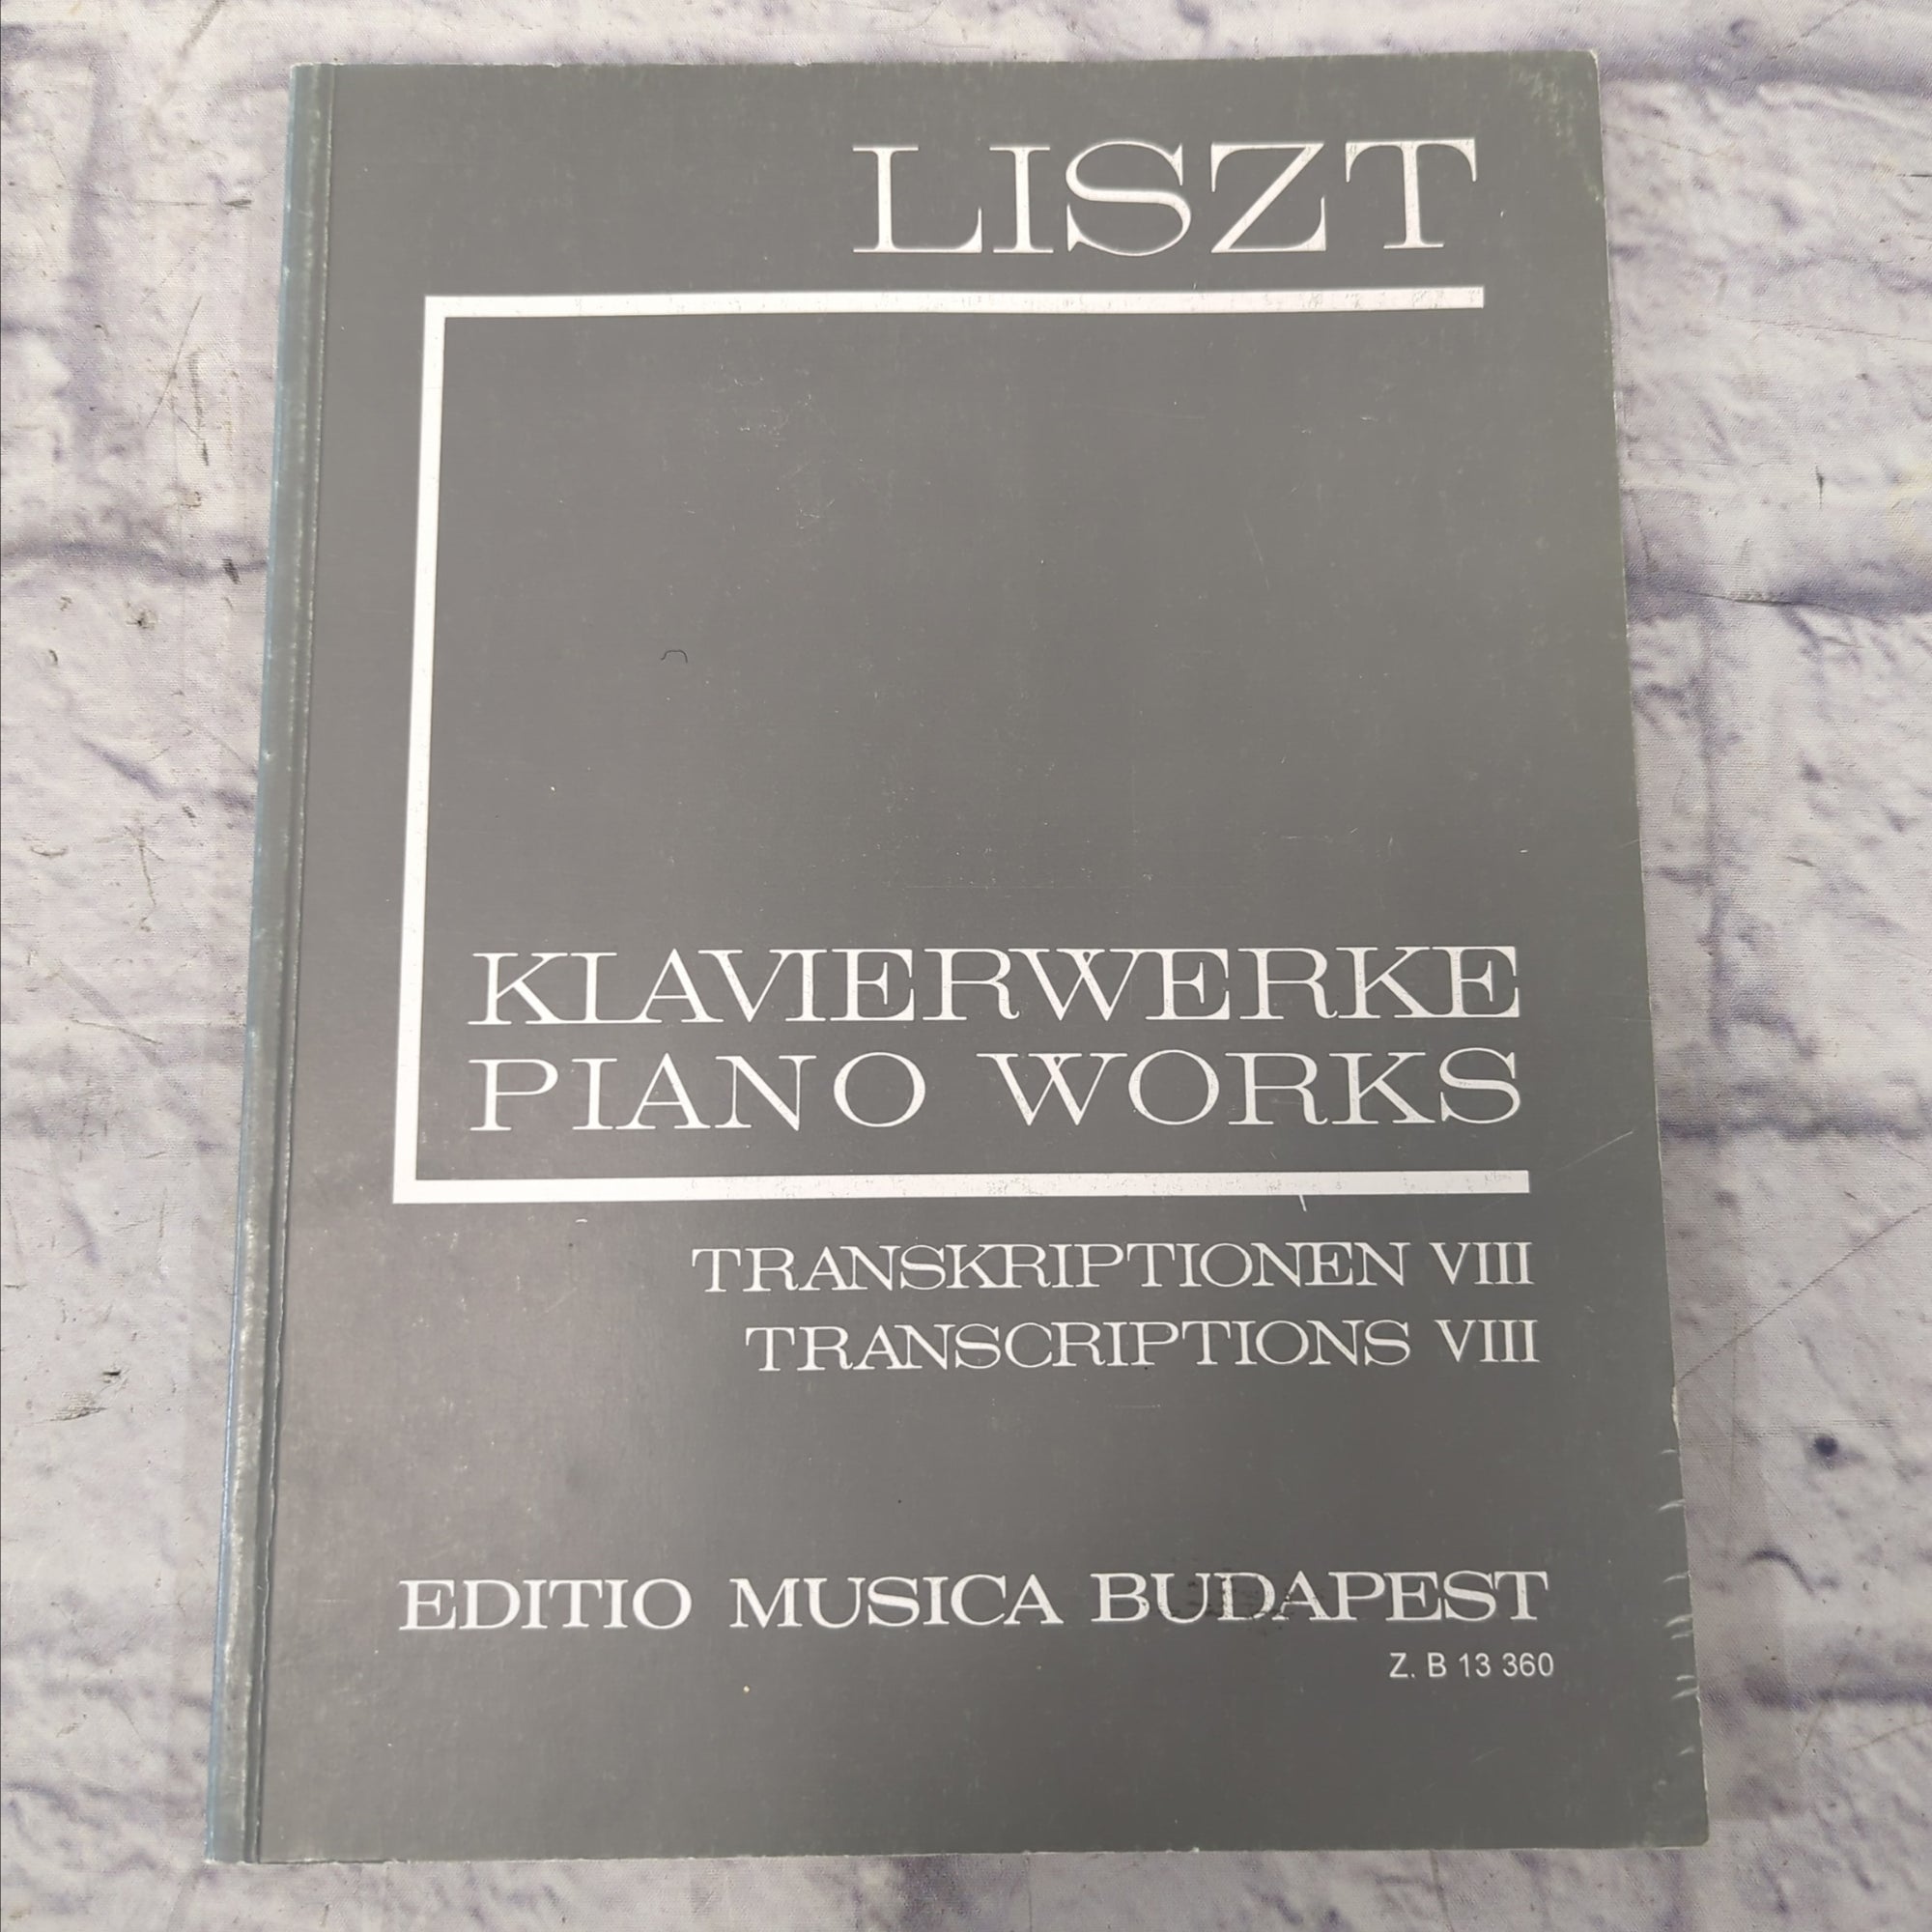 LISZT
KLAVIERWERKE
PIANO WORKS
TRANSKRIPTIONEN VIII
TRANSCRIPTIONS VIII
EDITIO MUSICA BUDAPEST
Z. B 13 360